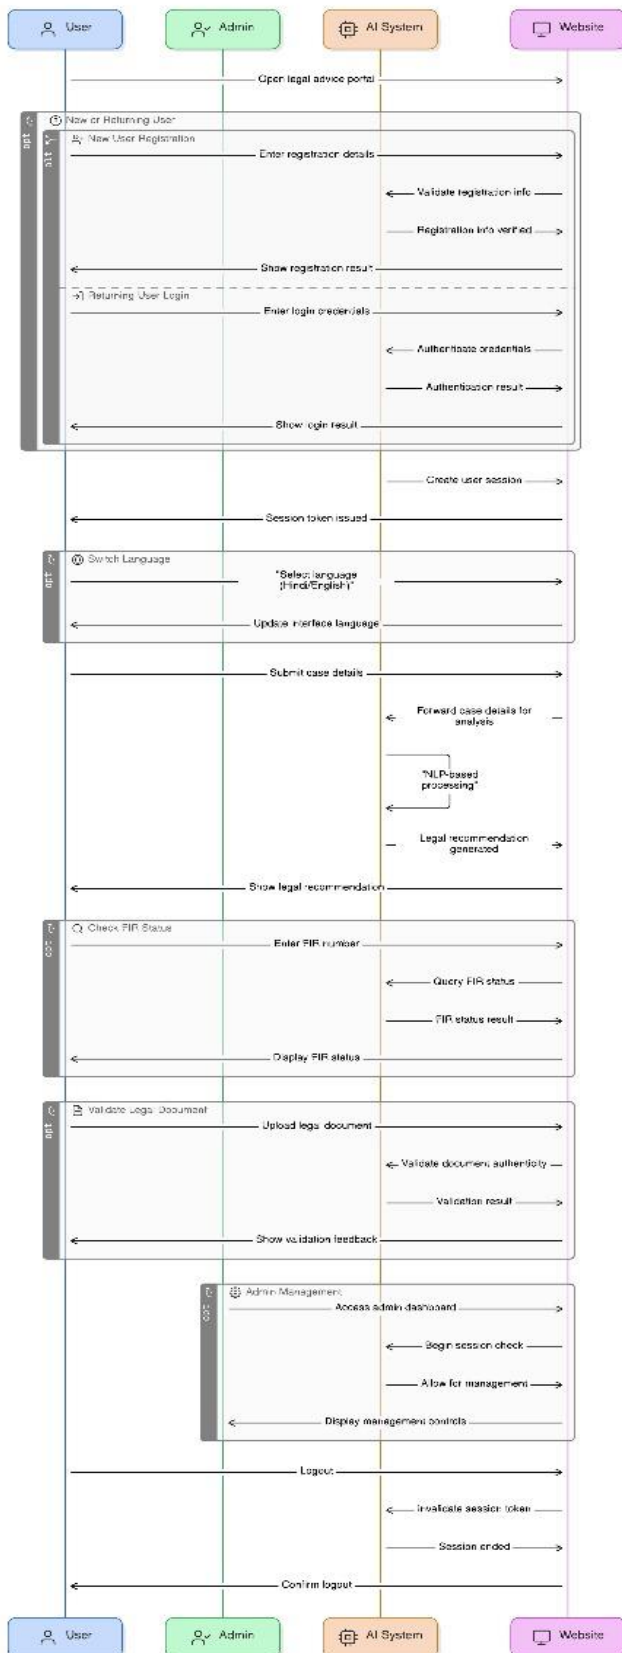 User
Admin
AI System
Website
Open legal advice portal
opt
New or Returning User
alt
New User Registration
Enter registration details
Validate registration info
Registration info verified
Show registration result
Returning User Login
Enter login credentials
Authenticate credentials
Authentication result
Show login result
Create user session
Session token issued
opt
Switch Language
"Select language
(Hindi/English)"
Update interface language
Submit case details
Forward case details for
analysis
"NLP-based
processing"
Legal recommendation
generated
Show legal recommendation
opt
Check FIR Status
Enter FIR number
Query FIR status
FIR status result
Display FIR status
opt
Validate Legal Document
Upload legal document
Validate document authenticity
Validation result
Show validation feedback
opt
Admin Management
Access admin dashboard
Begin session check
Allow for management
Display management controls
Logout
Invalidate session token
Session ended
Confirm logout
User
Admin
AI System
Website